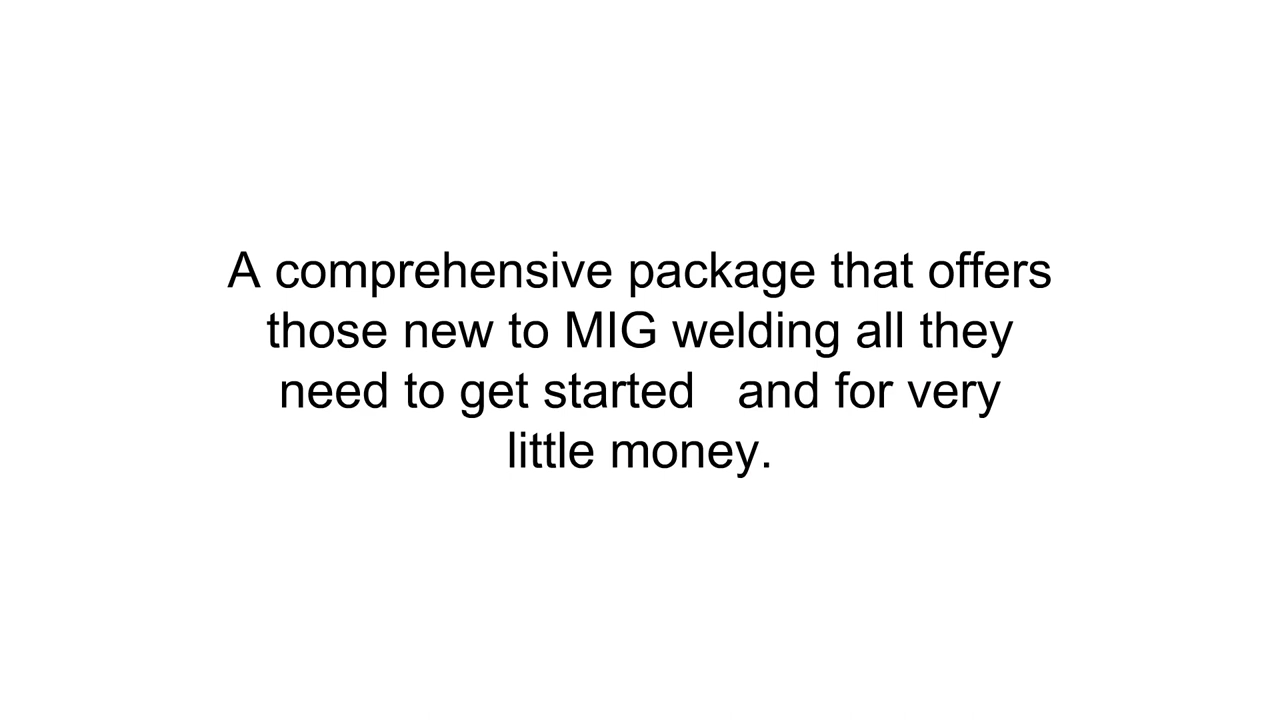 A comprehensive package that offers
those new to MIG welding all they
need to get started   and for very
little money.